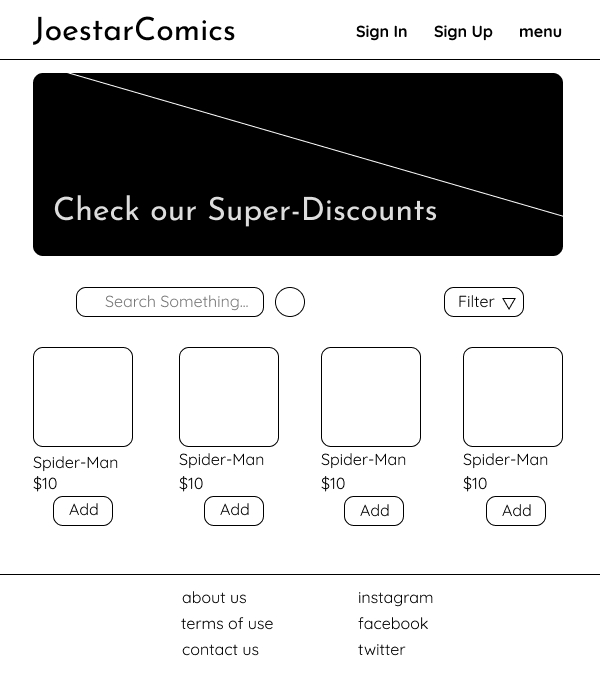 JoestarComics Sign In Sign Up menu
Check our Super-Discounts
Search Something... Filter
Spider-Man Spider-Man Spider-Man Spider-Man
$10 $10 $10 $10
Add Add Add Add
about us instagram
terms of use facebook
contact us twitter